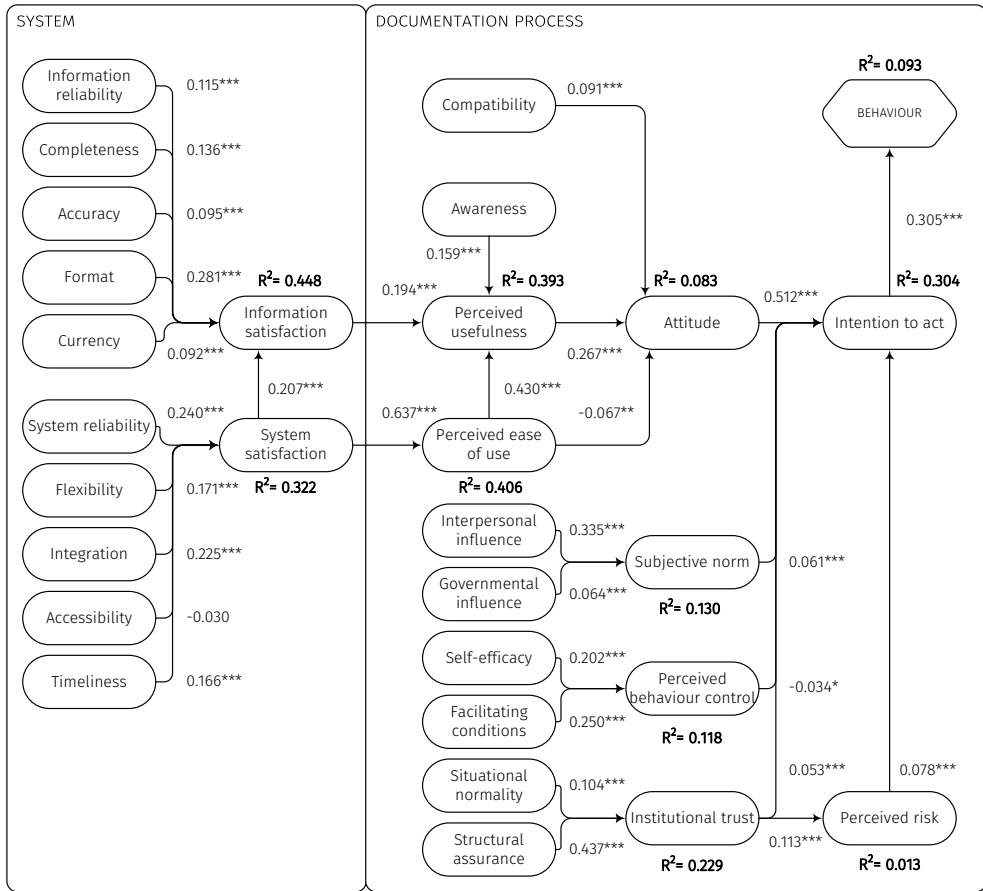 SYSTEM
Information
reliability
0.115***
Completeness
0.136***
Accuracy
0.095***
Format
0.281***
Currency
0.092***
R²= 0.448
Information
satisfaction
0.207***
System reliability
0.240***
Flexibility
0.171***
Integration
0.225***
Accessibility
-0.030
Timeliness
0.166***
System
satisfaction
R²= 0.322
DOCUMENTATION PROCESS
Compatibility
0.091***
Awareness
0.159***
0.194***
R²= 0.393
Perceived
usefulness
0.267***
0.430***
0.637***
Perceived ease
of use
R²= 0.406
-0.067**
R²= 0.083
Attitude
0.512***
Interpersonal
influence
0.335***
Governmental
influence
0.064***
Subjective norm
R²= 0.130
0.061***
Self-efficacy
0.202***
Facilitating
conditions
0.250***
Perceived
behaviour control
R²= 0.118
-0.034*
Situational
normality
0.104***
Structural
assurance
0.437***
Institutional trust
R²= 0.229
0.053***
0.113***
R²= 0.093
BEHAVIOUR
0.305***
R²= 0.304
Intention to act
0.078***
Perceived risk
R²= 0.013